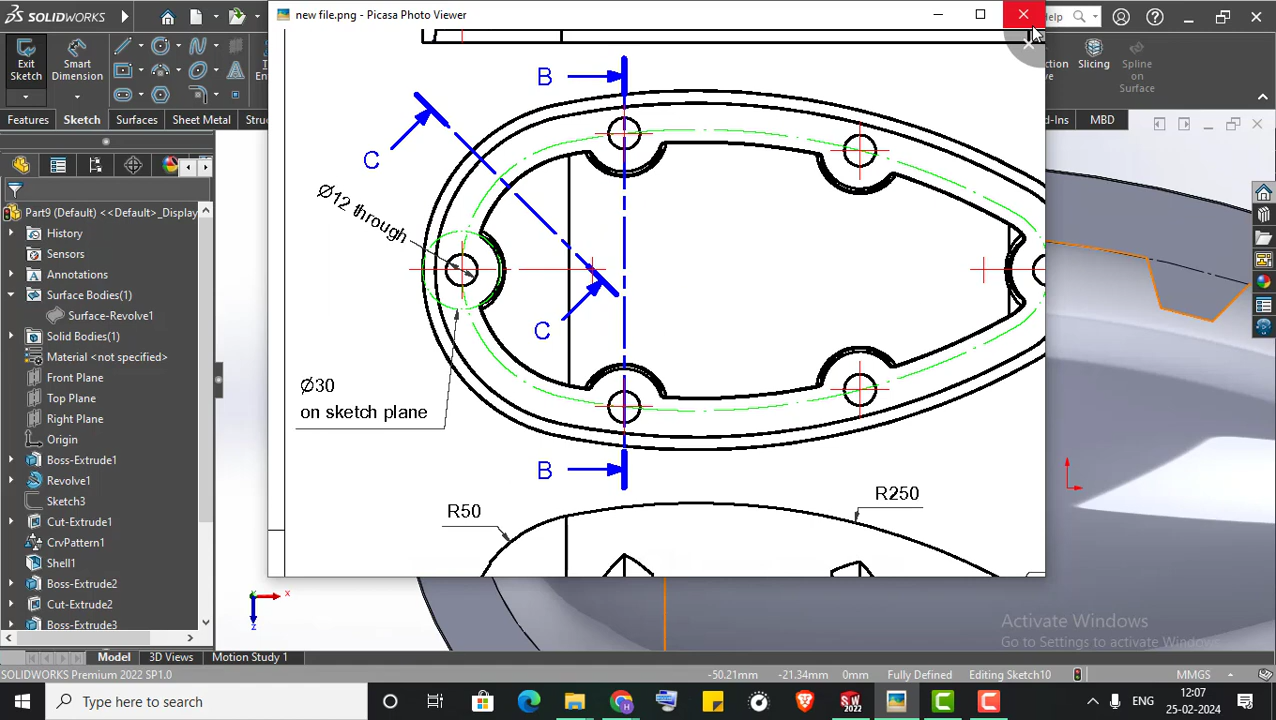 SOLIDWORKS
new file.png - Picasa Photo Viewer
Help
Exit
Sketch
Smart
Dimension
Slicing
Spline
on
Surface
Features
Sketch
Surfaces
Sheet Metal
MBD
Part9 (Default) <<Default>_Display
History
Sensors
Annotations
Surface Bodies(1)
Surface-Revolve1
Solid Bodies(1)
Material <not specified>
Front Plane
Top Plane
Right Plane
Origin
Boss-Extrude1
Revolve1
Sketch3
Cut-Extrude1
CrvPattern1
Shell1
Boss-Extrude2
Cut-Extrude2
Boss-Extrude3
B
C
Ø12 through
C
Ø30
on sketch plane
B
R50
R250
Z
X
Activate Windows
Go to Settings to activate Windows.
Model
3D Views
Motion Study 1
SOLIDWORKS Premium 2022 SP1.0
-50.21mm
-21.34mm
0mm
Fully Defined
Editing Sketch10
MMGS
Type here to search
SW
2022
ENG
12:07
25-02-2024